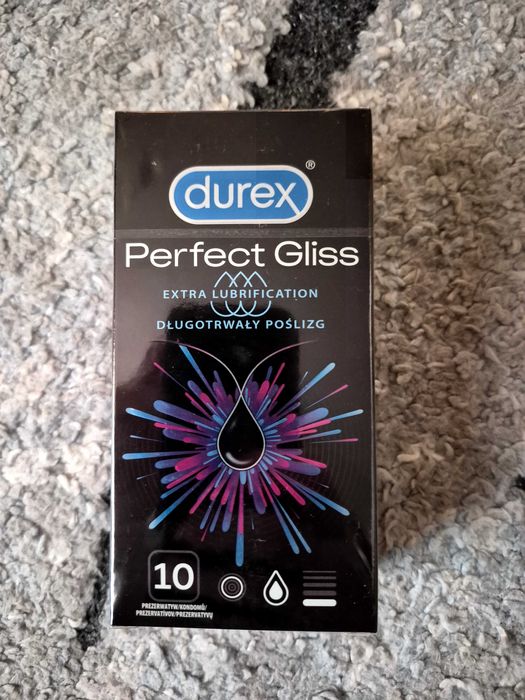 durex®
Perfect Gliss
EXTRA LUBRIFICATION
DŁUGOTRWAŁY POŚLIZG
10
PREZERWATYW/KONDOMŮ/
PREZERVATÍVOV/PREZERVATYVŲ